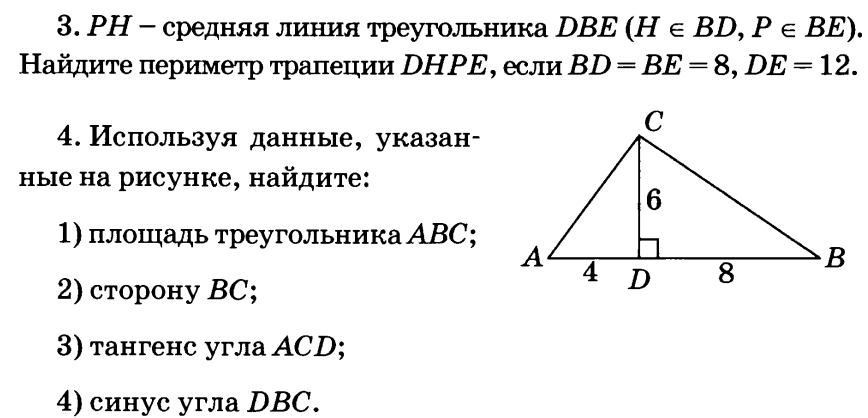 3. PH – средняя линия треугольника DBE (H ∈ BD, P ∈ BE).
Найдите периметр трапеции DHPE, если BD = BE = 8, DE = 12.
4. Используя данные, указан-
ные на рисунке, найдите:
1) площадь треугольника ABC;
2) сторону BC;
3) тангенс угла ACD;
4) синус угла DBC.
C
6
A
4
D
8
B